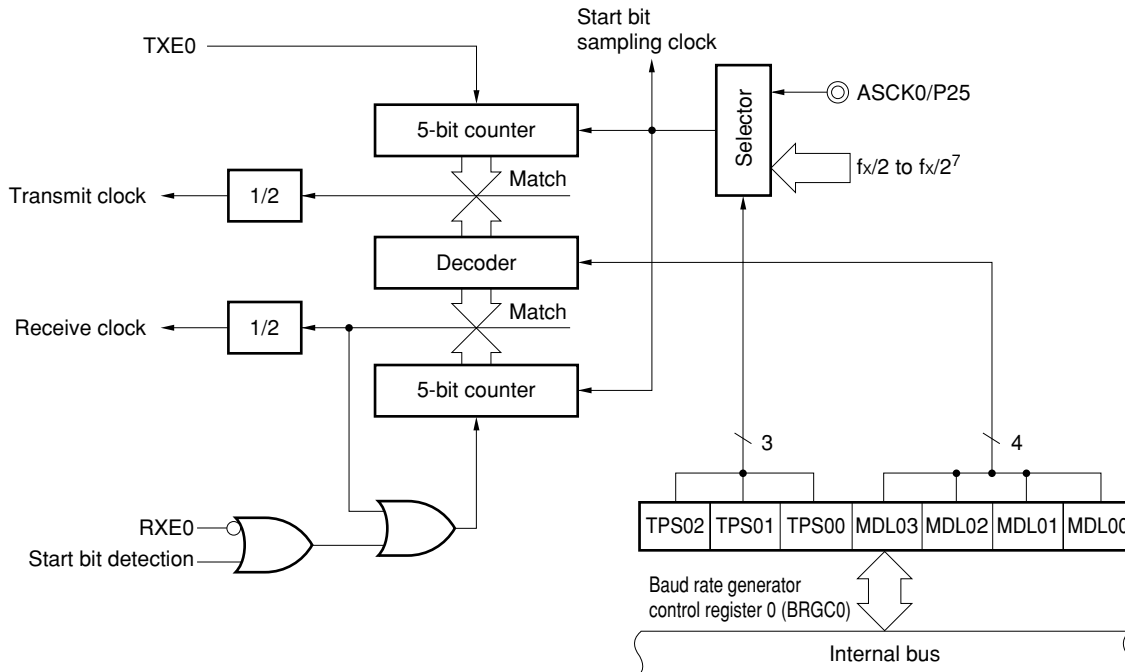 Start bit
sampling clock
TXE0
ASCK0/P25
5-bit counter
Selector
fx/2 to fx/2⁷
Match
Transmit clock
1/2
Decoder
Match
Receive clock
1/2
5-bit counter
3
4
RXE0
Start bit detection
TPS02 TPS01 TPS00 MDL03 MDL02 MDL01 MDL00
Baud rate generator
control register 0 (BRGC0)
Internal bus